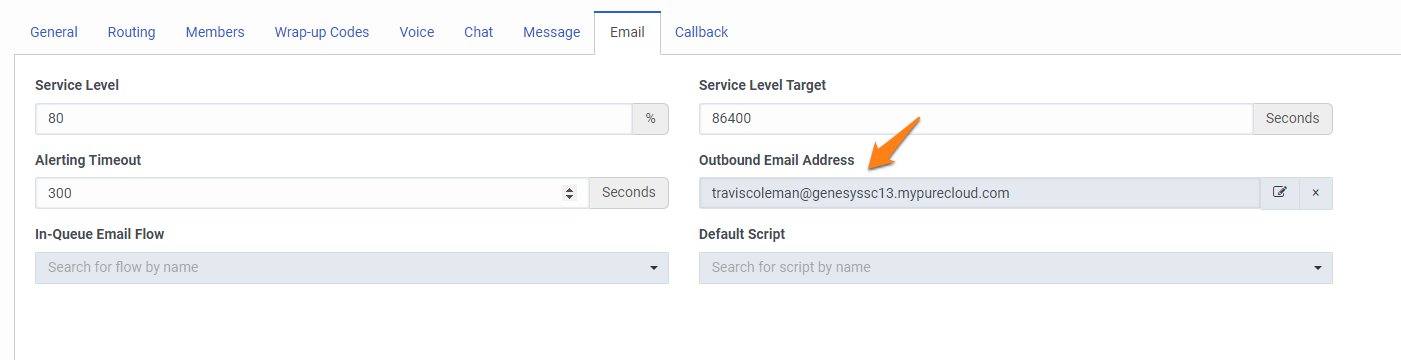 General Routing Members Wrap-up Codes Voice Chat Message Email Callback
Service Level Service Level Target
80 % 86400 Seconds
Alerting Timeout Outbound Email Address
300 Seconds traviscoleman@genesyssc13.mypurecloud.com ×
In-Queue Email Flow Default Script
Search for flow by name Search for script by name